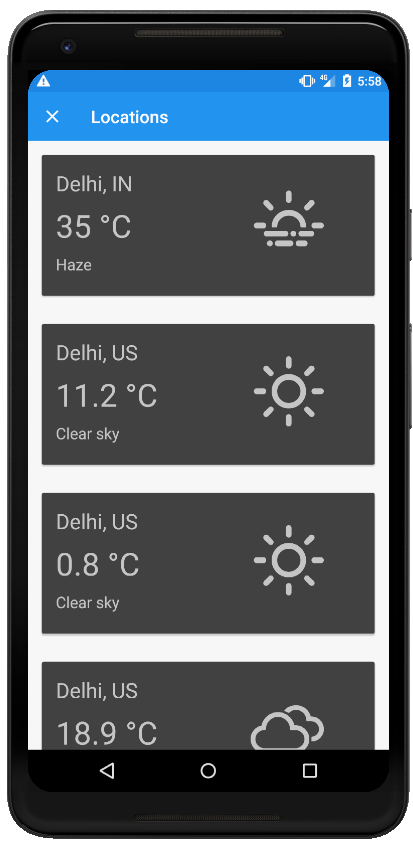 4G 5:58
Locations
Delhi, IN
35 °C
Haze
Delhi, US
11.2 °C
Clear sky
Delhi, US
0.8 °C
Clear sky
Delhi, US
18.9 °C